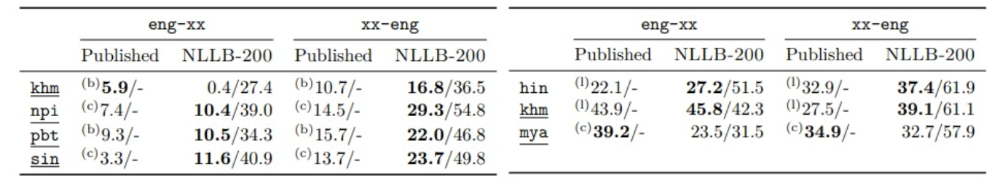 eng-xx xx-eng
Published NLLB-200 Published NLLB-200
khm (b)5.9/- 0.4/27.4 (b)10.7/- 16.8/36.5
npi (c)7.4/- 10.4/39.0 (c)14.5/- 29.3/54.8
pbt (b)9.3/- 10.5/34.3 (b)15.7/- 22.0/46.8
sin (c)3.3/- 11.6/40.9 (c)13.7/- 23.7/49.8
eng-xx xx-eng
Published NLLB-200 Published NLLB-200
hin (l)22.1/- 27.2/51.5 (l)32.9/- 37.4/61.9
khm (l)43.9/- 45.8/42.3 (l)27.5/- 39.1/61.1
mya (c)39.2/- 23.5/31.5 (c)34.9/- 32.7/57.9